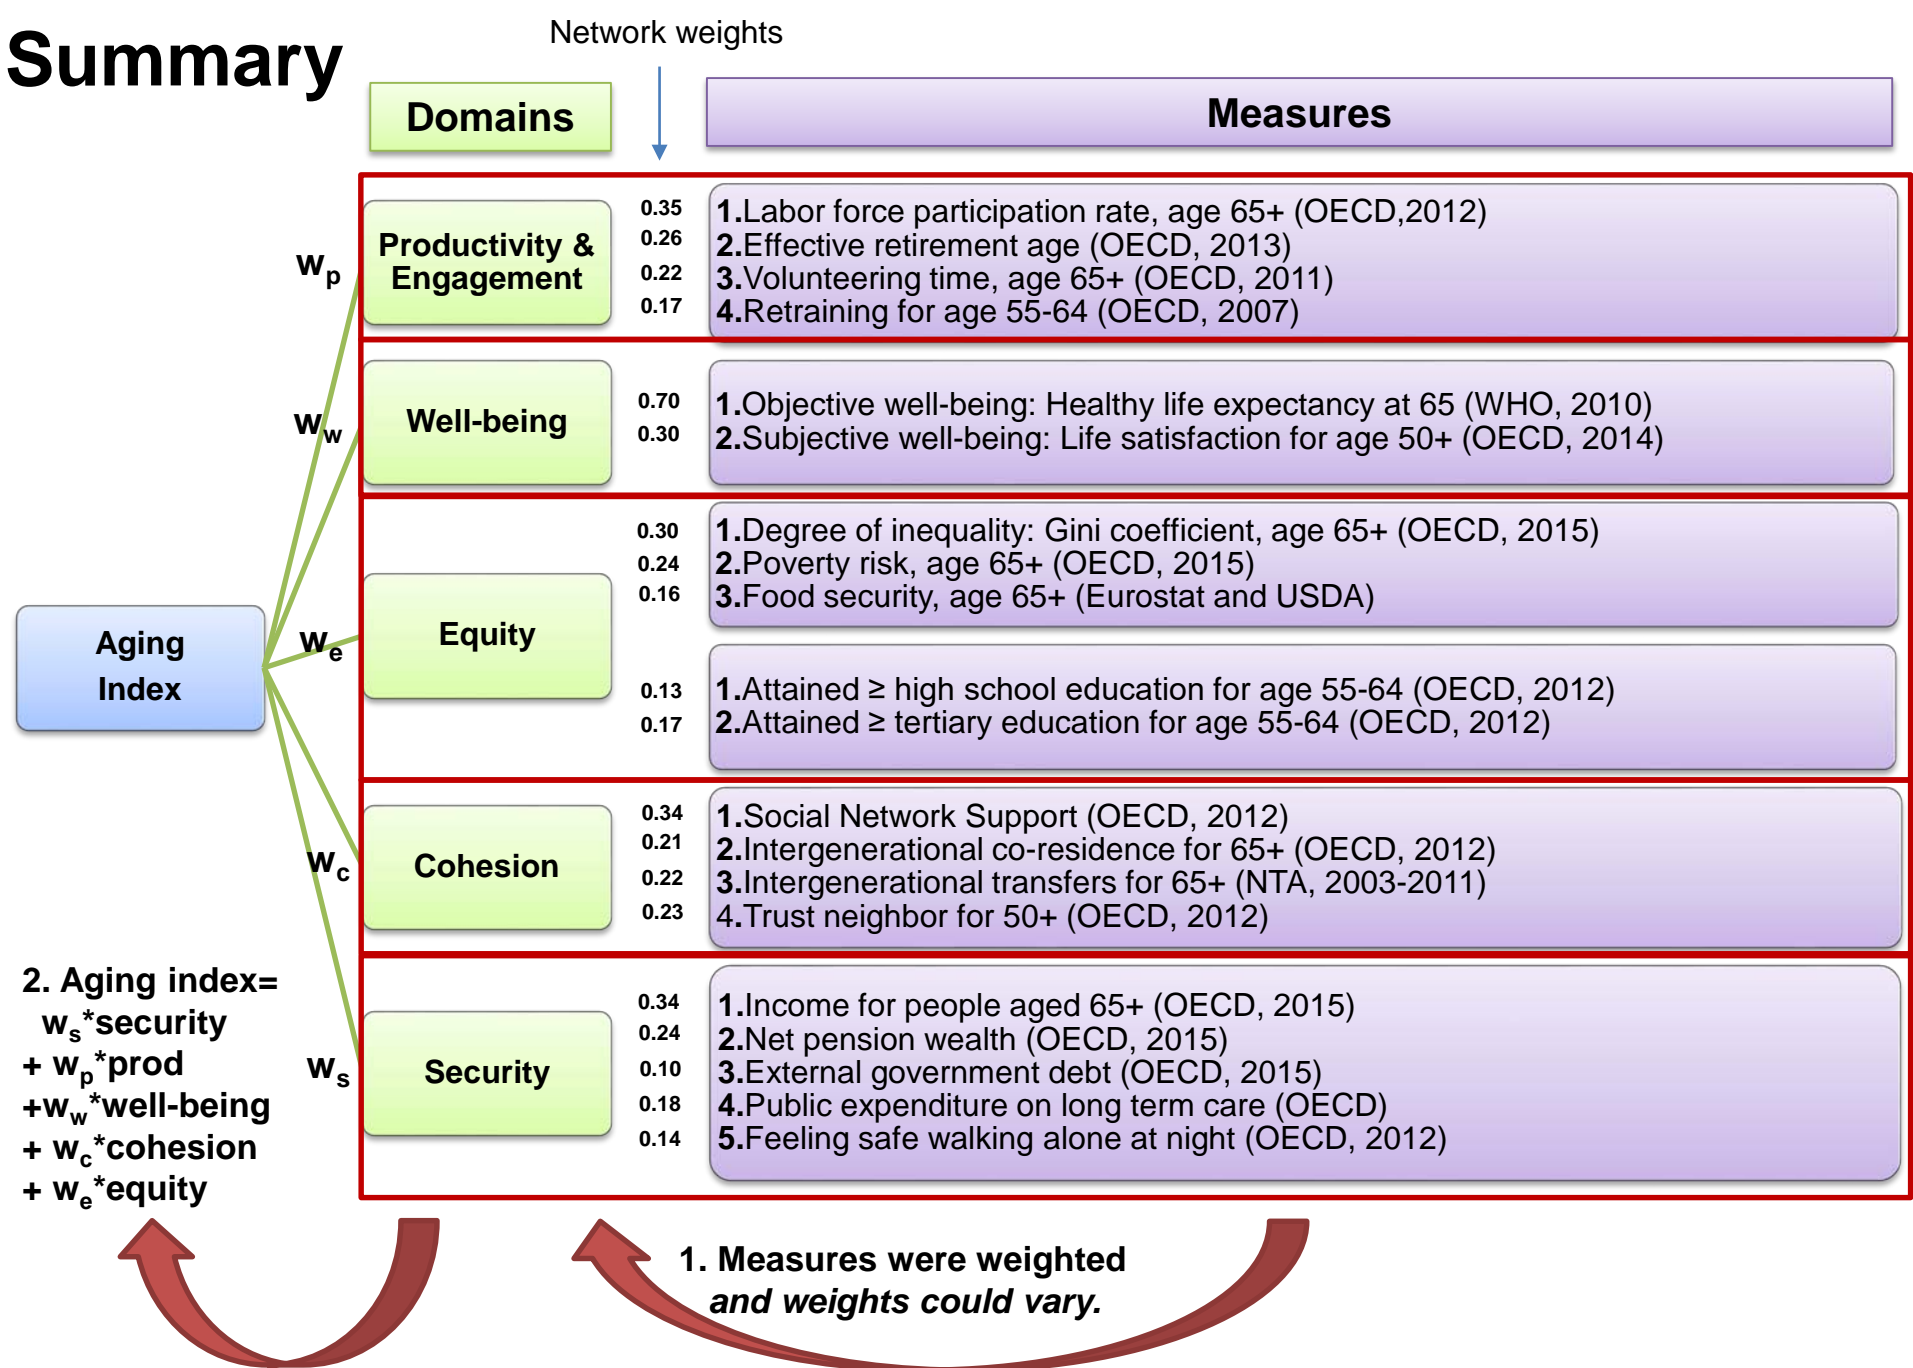 Summary
Network weights
Domains
Measures
w_p
Productivity &
Engagement
0.35
0.26
0.22
0.17
1.Labor force participation rate, age 65+ (OECD,2012)
2.Effective retirement age (OECD, 2013)
3.Volunteering time, age 65+ (OECD, 2011)
4.Retraining for age 55-64 (OECD, 2007)
w_w
Well-being
0.70
0.30
1.Objective well-being: Healthy life expectancy at 65 (WHO, 2010)
2.Subjective well-being: Life satisfaction for age 50+ (OECD, 2014)
Aging
Index
w_e
Equity
0.30
0.24
0.16
1.Degree of inequality: Gini coefficient, age 65+ (OECD, 2015)
2.Poverty risk, age 65+ (OECD, 2015)
3.Food security, age 65+ (Eurostat and USDA)
0.13
0.17
1.Attained ≥ high school education for age 55-64 (OECD, 2012)
2.Attained ≥ tertiary education for age 55-64 (OECD, 2012)
w_c
Cohesion
0.34
0.21
0.22
0.23
1.Social Network Support (OECD, 2012)
2.Intergenerational co-residence for 65+ (OECD, 2012)
3.Intergenerational transfers for 65+ (NTA, 2003-2011)
4.Trust neighbor for 50+ (OECD, 2012)
w_s
Security
0.34
0.24
0.10
0.18
0.14
1.Income for people aged 65+ (OECD, 2015)
2.Net pension wealth (OECD, 2015)
3.External government debt (OECD, 2015)
4.Public expenditure on long term care (OECD)
5.Feeling safe walking alone at night (OECD, 2012)
2. Aging index=
w_s*security
+ w_p*prod
+w_w*well-being
+ w_c*cohesion
+ w_e*equity
1. Measures were weighted
and weights could vary.